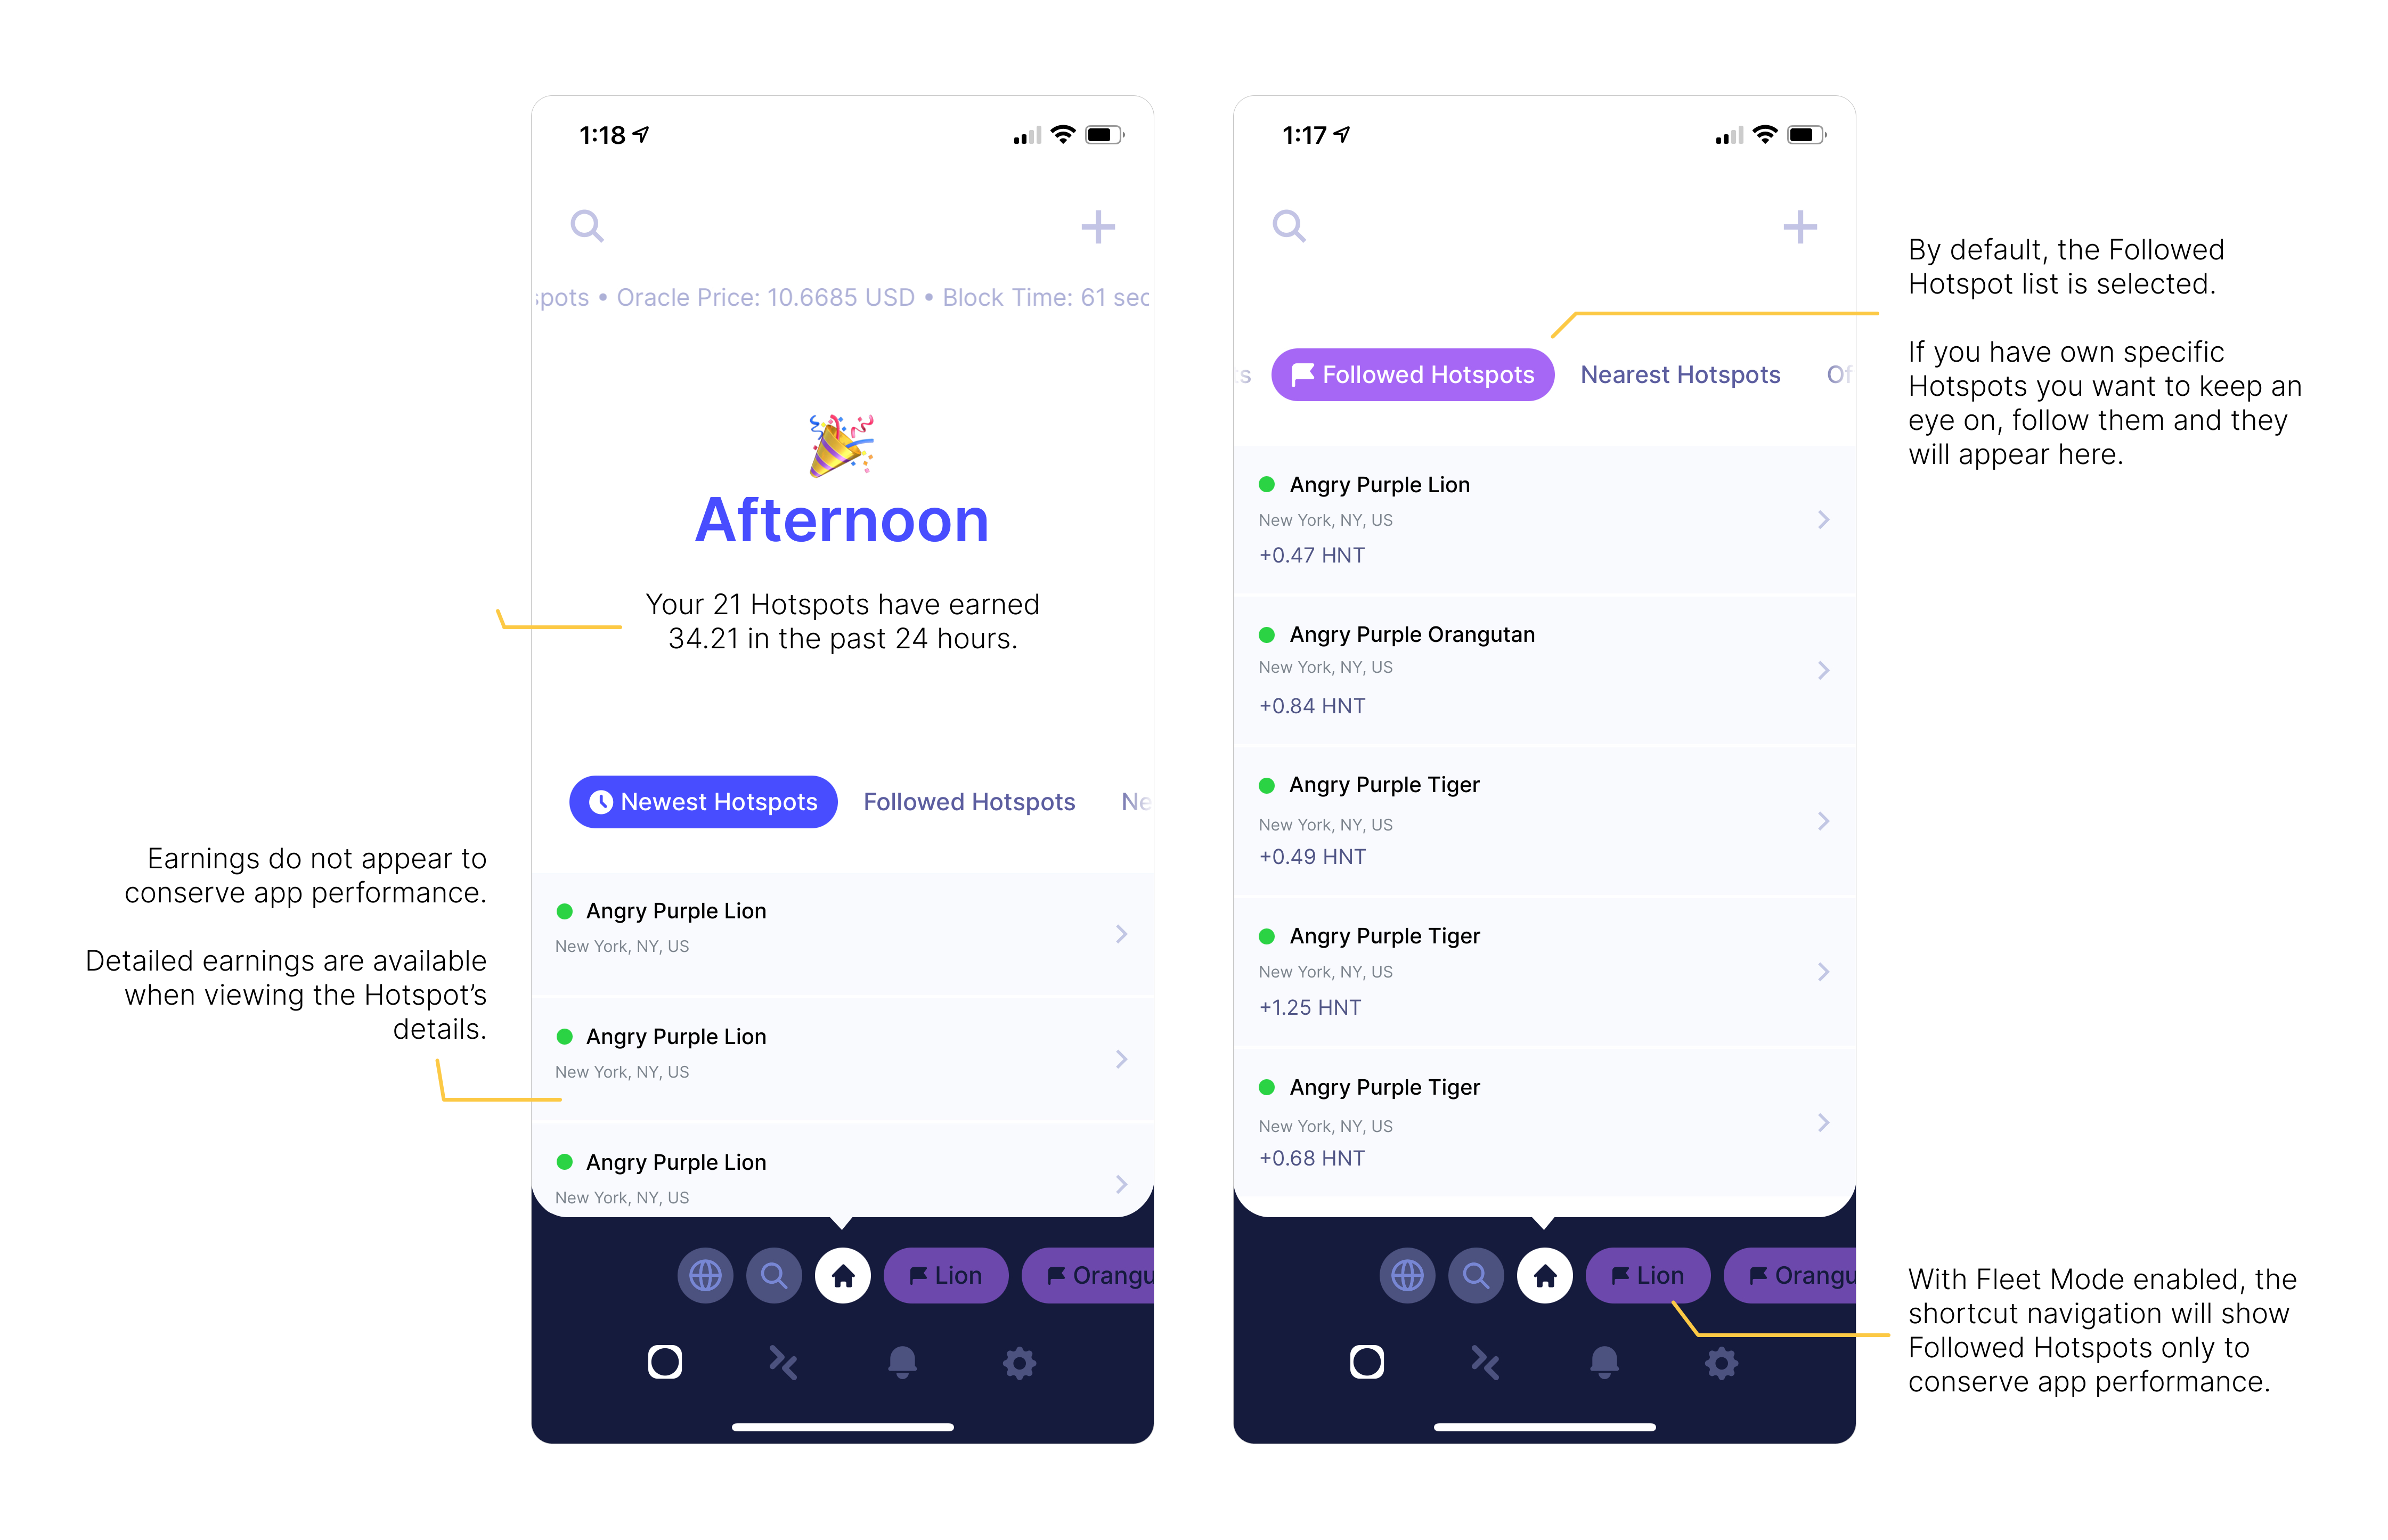 1:18
spots • Oracle Price: 10.6685 USD • Block Time: 61 sec
Afternoon
Your 21 Hotspots have earned
34.21 in the past 24 hours.
Newest Hotspots
Followed Hotspots
Ne
Angry Purple Lion
New York, NY, US
Angry Purple Lion
New York, NY, US
Angry Purple Lion
New York, NY, US
Lion
Orangu
Earnings do not appear to
conserve app performance.
Detailed earnings are available
when viewing the Hotspot’s
details.
1:17
s
Followed Hotspots
Nearest Hotspots
Of
Angry Purple Lion
New York, NY, US
+0.47 HNT
Angry Purple Orangutan
New York, NY, US
+0.84 HNT
Angry Purple Tiger
New York, NY, US
+0.49 HNT
Angry Purple Tiger
New York, NY, US
+1.25 HNT
Angry Purple Tiger
New York, NY, US
+0.68 HNT
Lion
Orangu
By default, the Followed
Hotspot list is selected.
If you have own specific
Hotspots you want to keep an
eye on, follow them and they
will appear here.
With Fleet Mode enabled, the
shortcut navigation will show
Followed Hotspots only to
conserve app performance.